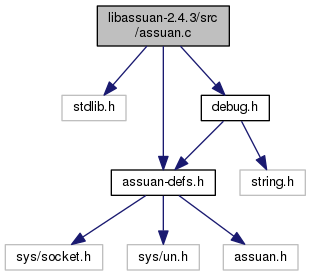 libassuan-2.4.3/src
/assuan.c
stdlib.h
debug.h
assuan-defs.h
string.h
sys/socket.h
sys/un.h
assuan.h